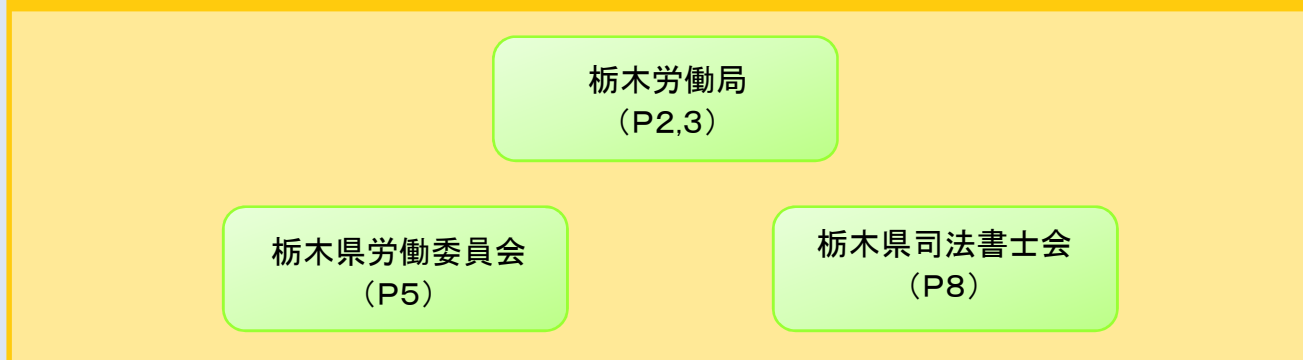 栃木労働局
（P2,3）
栃木県労働委員会
（P5）
栃木県司法書士会
（P8）